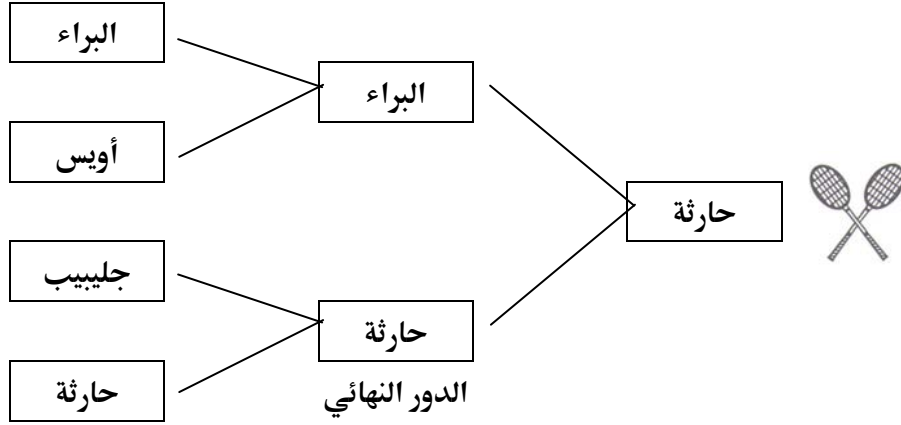 البراء
أويس
جليبيب
حارثة
البراء
حارثة
الدور النهائي
حارثة